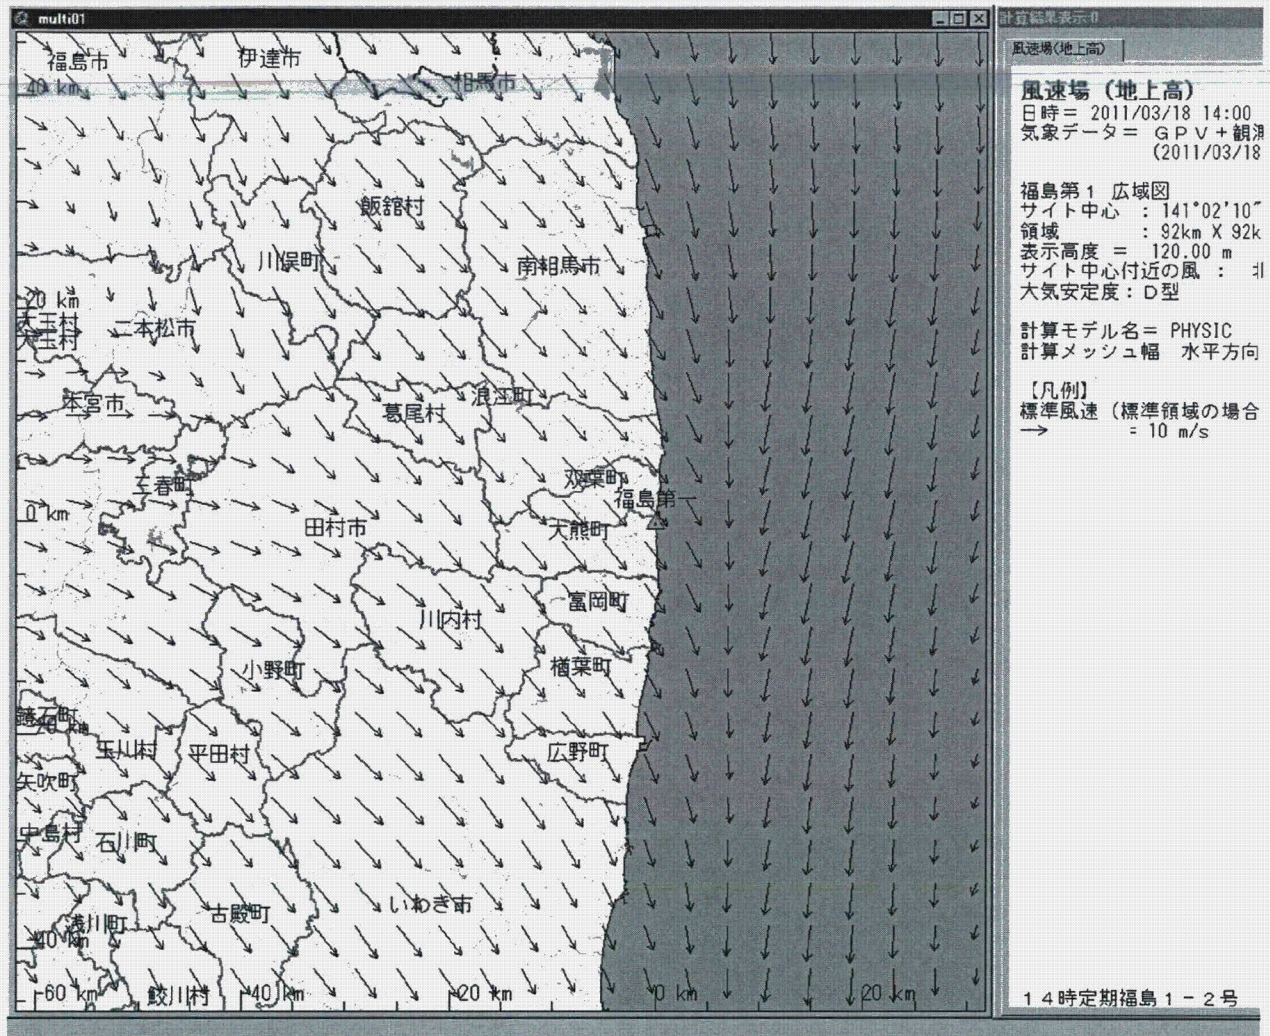 multi01
計算結果表示:0
風速場(地上高)
風速場（地上高）
日時＝ 2011/03/18 14:00
気象データ＝ ＧＰＶ＋観測
(2011/03/18
福島第１ 広域図
サイト中心 ： 141°02'10"
領域 ： 92km X 92k
表示高度 ＝ 120.00 m
サイト中心付近の風 ： 北
大気安定度：Ｄ型
計算モデル名＝ PHYSIC
計算メッシュ幅 水平方向
【凡例】
標準風速（標準領域の場合
→ ＝ 10 m/s
１４時定期福島１－２号
福島市
伊達市
相馬市
40 km
飯舘村
川俣町
南相馬市
20 km
大玉村
大玉村
二本松市
本宮市
葛尾村
浪江町
三春町
双葉町
福島第一
0 km
田村市
大熊町
川内村
富岡町
小野町
楢葉町
鏡石町
-20 km
玉川村
平田村
広野町
矢吹町
中島村
石川町
浅川町
古殿町
いわき市
-40 km
-60 km
鮫川村
-40 km
-20 km
0 km
20 km